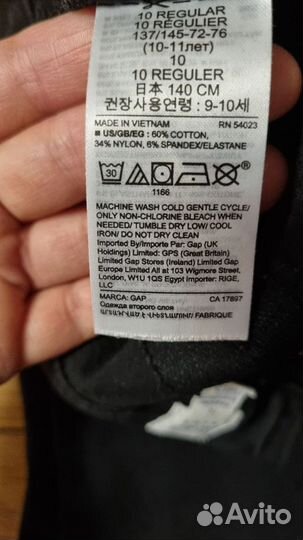 10 REGULAR
10 REGULIER
137/145-72-76
(10-11лет)
10
10 REGULER
日本 140 CM
권장사용연령: 9-10세
MADE IN VIETNAM RN 54023
US/GB/EG: 60% COTTON,
34% NYLON, 6% SPANDEX/ELASTANE
30
1166
MACHINE WASH COLD GENTLE CYCLE/
ONLY NON-CHLORINE BLEACH WHEN
NEEDED/TUMBLE DRY LOW/ COOL
IRON/ DO NOT DRY CLEAN
Imported By/Importé Par: Gap (UK
Holdings) Limited: GPS (Great Britain)
Limited Gap Stores (Ireland) Limited Gap
Europe Limited All at 103 Wigmore Street,
London, W1U 1QS Egypt Importer: RIGE,
LLC
МАРСА: GAP CA 17897
Одежда второго слоя
FABRIQUE
Avito